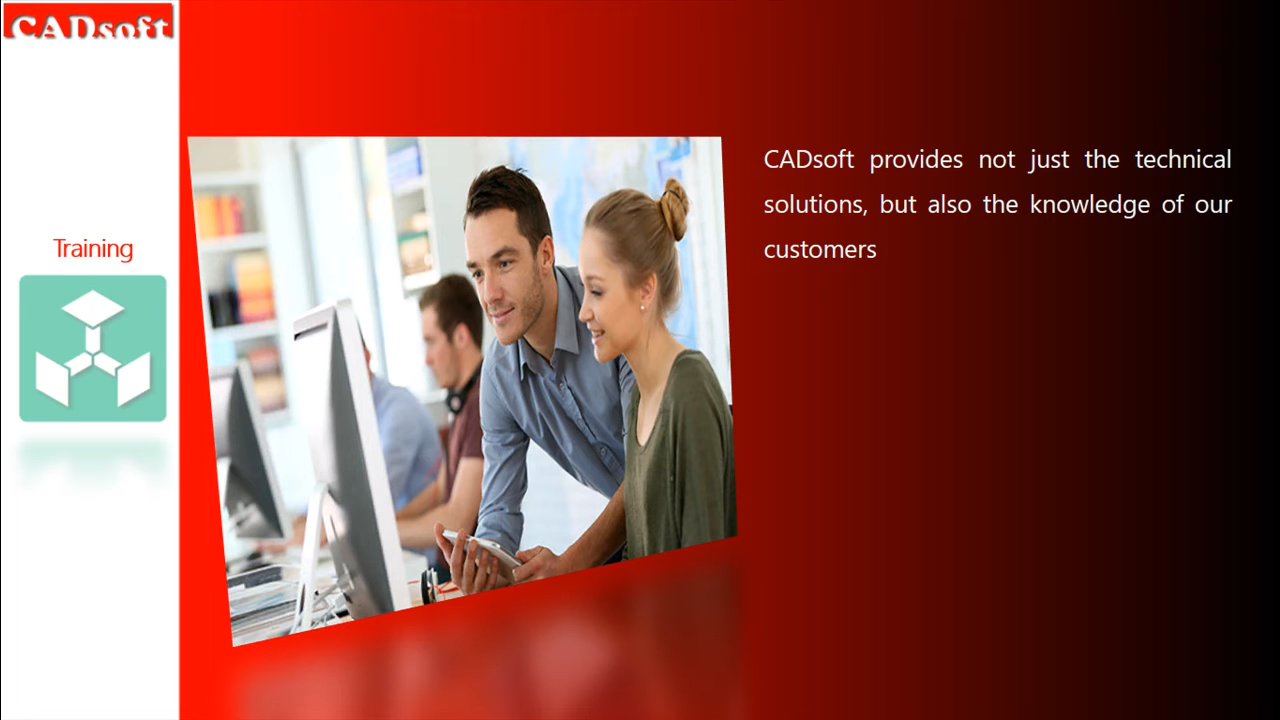 CADsoft
Training
CADsoft provides not just the technical
solutions, but also the knowledge of our
customers